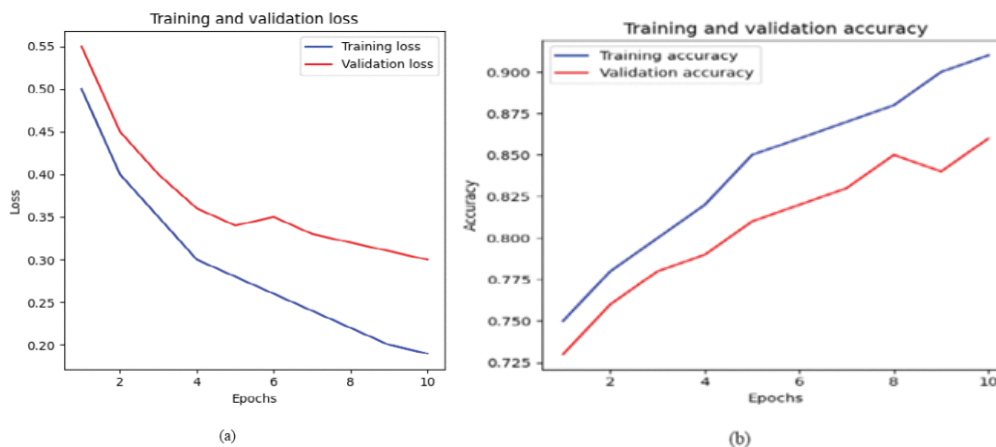 Training and validation loss
Training loss
Validation loss
0.55
0.50
0.45
0.40
0.35
0.30
0.25
0.20
Loss
2 4 6 8 10
Epochs
(a)
Training and validation accuracy
Training accuracy
Validation accuracy
0.900
0.875
0.850
0.825
0.800
0.775
0.750
0.725
Accuracy
2 4 6 8 10
Epochs
(b)